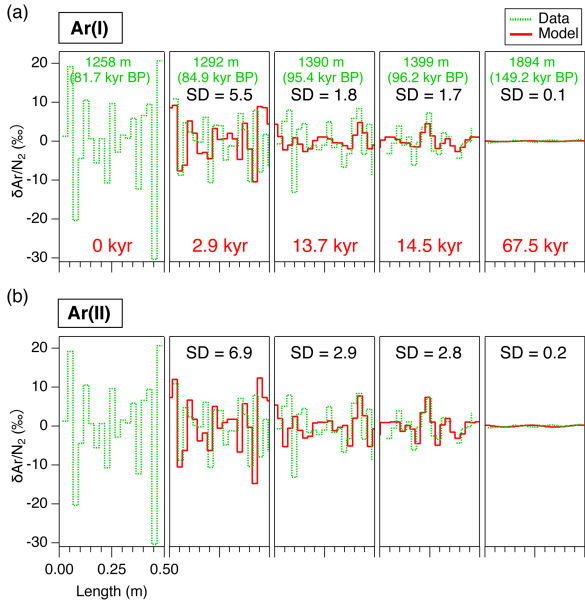 (a)
Ar(I)
Data
Model
1258 m
(81.7 kyr BP)
1292 m
(84.9 kyr BP)
SD = 5.5
1390 m
(95.4 kyr BP)
SD = 1.8
1399 m
(96.2 kyr BP)
SD = 1.7
1894 m
(149.2 kyr BP)
SD = 0.1
20
10
0
-10
-20
-30
δAr/N2 (‰)
0 kyr
2.9 kyr
13.7 kyr
14.5 kyr
67.5 kyr
(b)
Ar(II)
SD = 6.9
SD = 2.9
SD = 2.8
SD = 0.2
20
10
0
-10
-20
-30
δAr/N2 (‰)
0.00 0.25 0.50
Length (m)